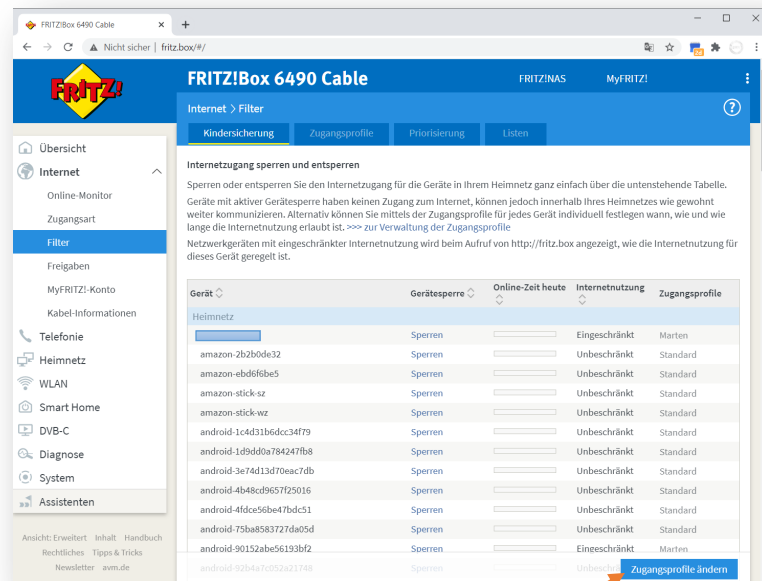 FRITZ!Box 6490 Cable
Nicht sicher | fritz.box/#/
FRITZ!
FRITZ!Box 6490 Cable
FRITZ!NAS
MyFRITZ!
Internet > Filter
Kindersicherung
Zugangsprofile
Priorisierung
Listen
Übersicht
Internet
Online-Monitor
Zugangsart
Filter
Freigaben
MyFRITZ!-Konto
Kabel-Informationen
Telefonie
Heimnetz
WLAN
Smart Home
DVB-C
Diagnose
System
Assistenten
Ansicht: Erweitert Inhalt Handbuch
Rechtliches Tipps & Tricks
Newsletter avm.de
Internetzugang sperren und entsperren
Sperren oder entsperren Sie den Internetzugang für die Geräte in Ihrem Heimnetz ganz einfach über die untenstehende Tabelle.
Geräte mit aktiver Gerätesperre haben keinen Zugang zum Internet, können jedoch innerhalb Ihres Heimnetzes wie gewohnt
weiter kommunizieren. Alternativ können Sie mittels der Zugangsprofile für jedes Gerät individuell festlegen wann, wie und wie
lange die Internetnutzung erlaubt ist. >>> zur Verwaltung der Zugangsprofile
Netzwerkgeräten mit eingeschränkter Internetnutzung wird beim Aufruf von http://fritz.box angezeigt, wie die Internetnutzung für
dieses Gerät geregelt ist.
Gerät Gerätesperre Online-Zeit heute Internetnutzung Zugangsprofile
Heimnetz
Sperren Eingeschränkt Marten
amazon-2b2b0de32 Sperren Unbeschränkt Standard
amazon-ebd6f6be5 Sperren Unbeschränkt Standard
amazon-stick-sz Sperren Unbeschränkt Standard
amazon-stick-wz Sperren Unbeschränkt Standard
android-1c4d31b6dcc34f79 Sperren Unbeschränkt Standard
android-1d9dd0a784247fb8 Sperren Unbeschränkt Standard
android-3e74d13d70eac7db Sperren Unbeschränkt Standard
android-4b48cd9657f25016 Sperren Unbeschränkt Standard
android-4fdce56be47bdc51 Sperren Unbeschränkt Standard
android-75ba8583727da05d Sperren Unbeschränkt Standard
android-90152abe56193bf2 Sperren Eingeschränkt Marten
android-92b4a7c052a21748 Sperren Unbeschränkt Standard
Zugangsprofile ändern